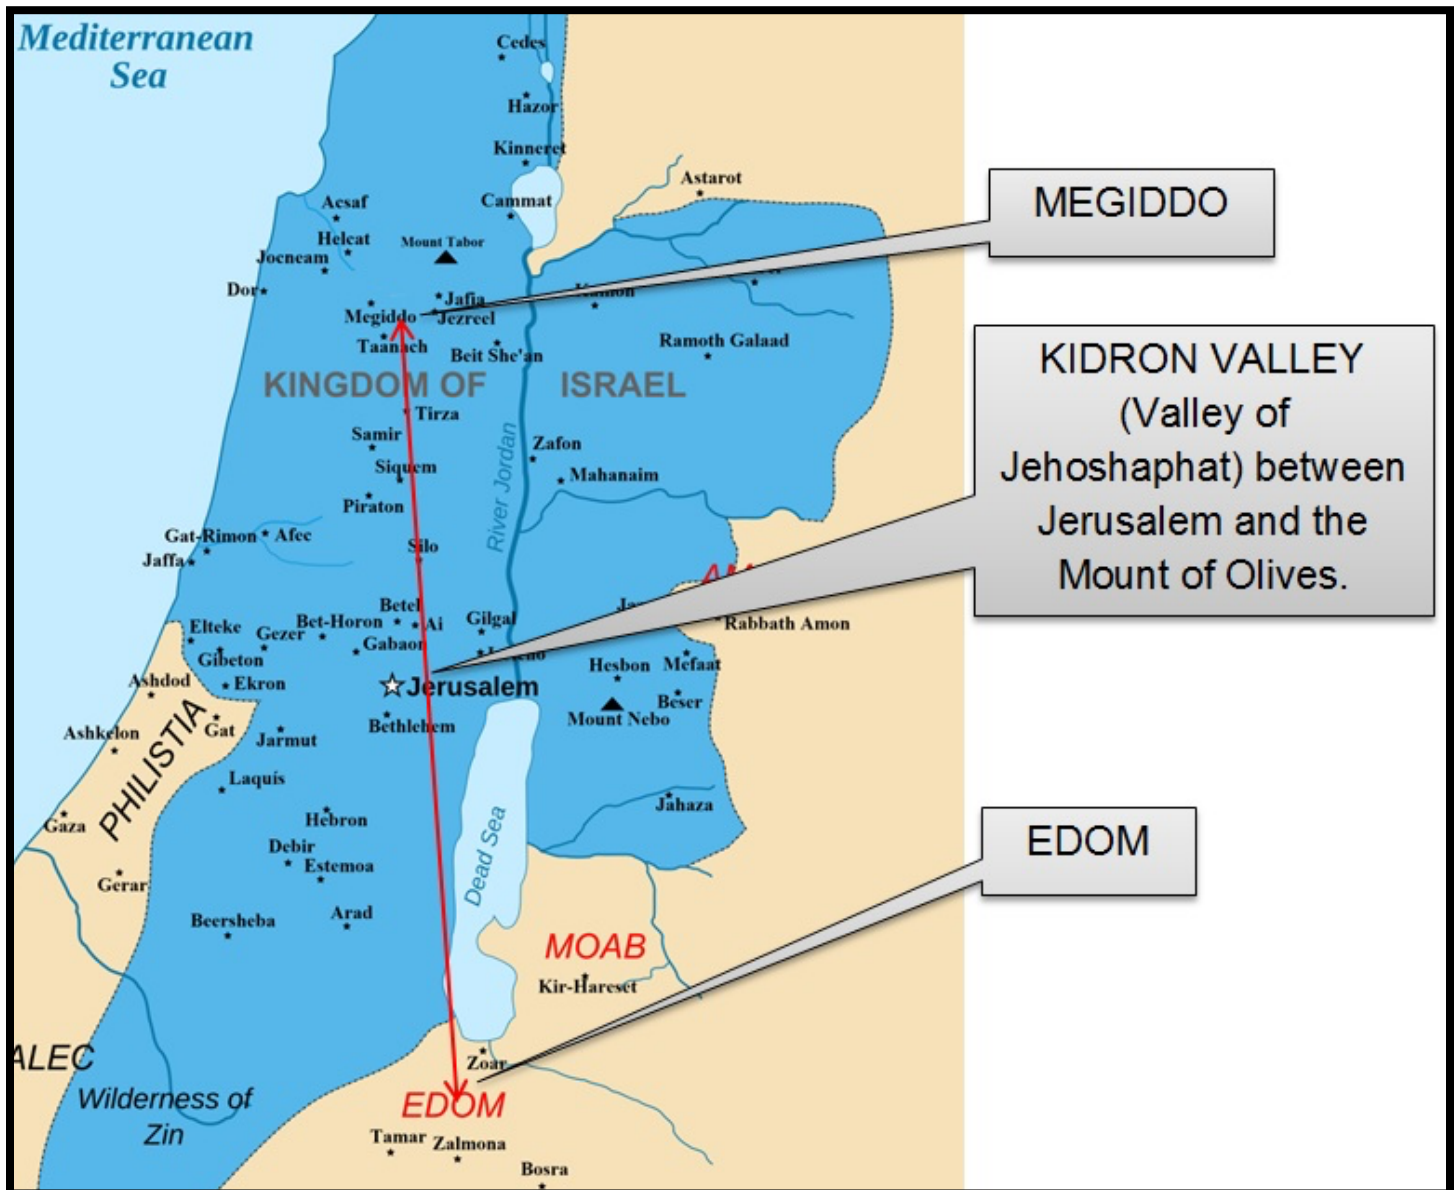 Mediterranean
Sea
Cedes
Hazor
Kinneret
Astarot
Acsaf
Cammat
MEGIDDO
Helcat
Mount Tabor
Jocneam
Dor
Jafia
Megiddo
Jezreel
Taanach
Beit She'an
Ramoth Galaad
KINGDOM OF ISRAEL
KIDRON VALLEY
(Valley of
Jehoshaphat) between
Jerusalem and the
Mount of Olives.
Tirza
Samir
Zafon
Siquem
Mahanaim
Piraton
River Jordan
Gat-Rimon
Afec
Jaffa
Silo
Betel
Elteke
Gezer
Bet-Horon
Ai
Gilgal
Rabbath Amon
Gibeton
Gabaon
Hesbon
Mefaat
Ashdod
Ekron
Jerusalem
Beser
Bethlehem
Mount Nebo
Ashkelon
Gat
Jarmut
PHILISTIA
Laquís
Jahaza
Gaza
Hebron
EDOM
Debir
Estemoa
Dead Sea
Gerar
Beersheba
Arad
MOAB
Kir-Hareset
ALEC
Zoar
Wilderness of
Zin
EDOM
Tamar
Zalmona
Bosra